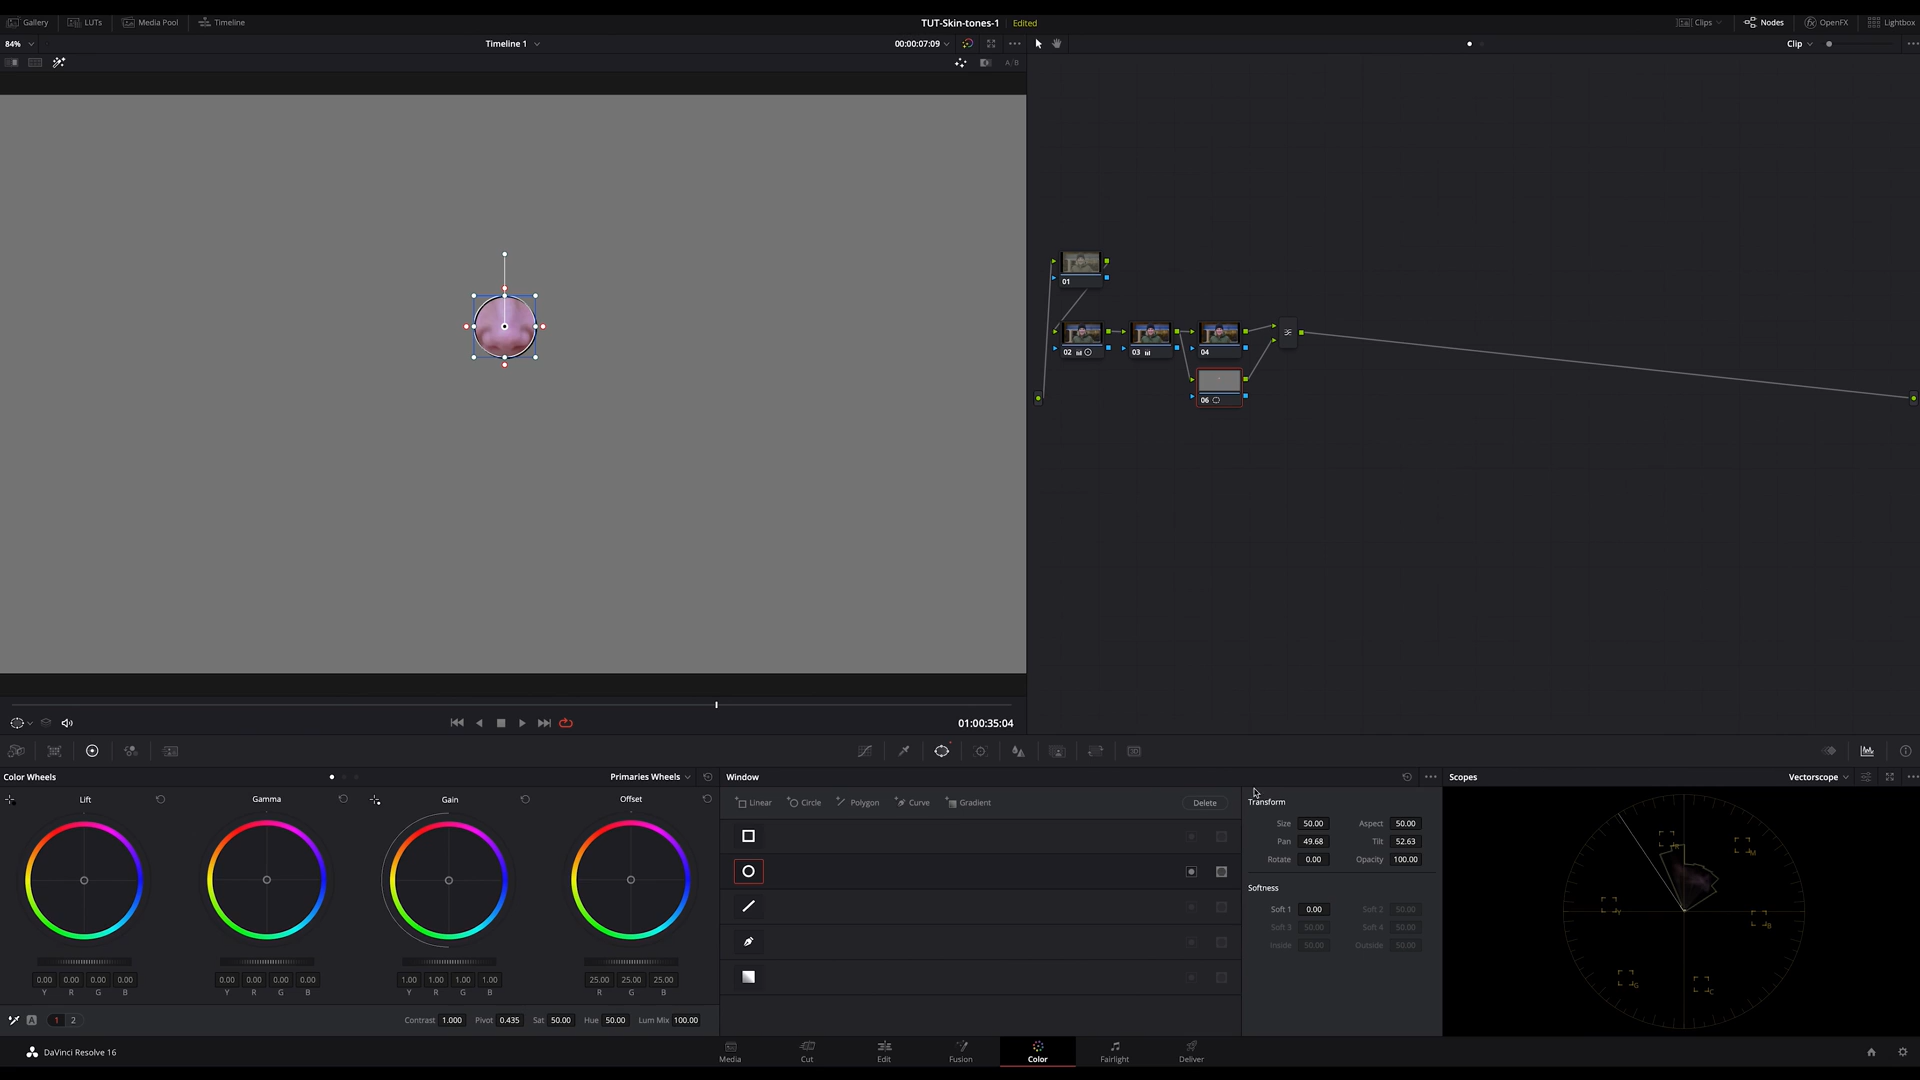 Gallery LUTs Media Pool Timeline TUT-Skin-tones-1 Edited Clips Nodes OpenFX Lightbox
84% Timeline 1 00:00:07:09 Clip
A/B
01
02 03 04
06
01:00:35:04
Color Wheels Primaries Wheels Window Scopes Vectorscope
Lift Gamma Gain Offset
Linear Circle Polygon Curve Gradient Delete
Transform
Size 50.00 Aspect 50.00
Pan 49.68 Tilt 52.63
Rotate 0.00 Opacity 100.00
Softness
Soft 1 0.00 Soft 2 50.00
Soft 3 50.00 Soft 4 50.00
Inside 50.00 Outside 50.00
R M
Y B
G C
0.00 0.00 0.00 0.00 0.00 0.00 0.00 0.00 1.00 1.00 1.00 1.00 25.00 25.00 25.00
Y R G B Y R G B Y R G B R G B
A 1 2 Contrast 1.000 Pivot 0.435 Sat 50.00 Hue 50.00 Lum Mix 100.00
DaVinci Resolve 16
Media Cut Edit Fusion Color Fairlight Deliver